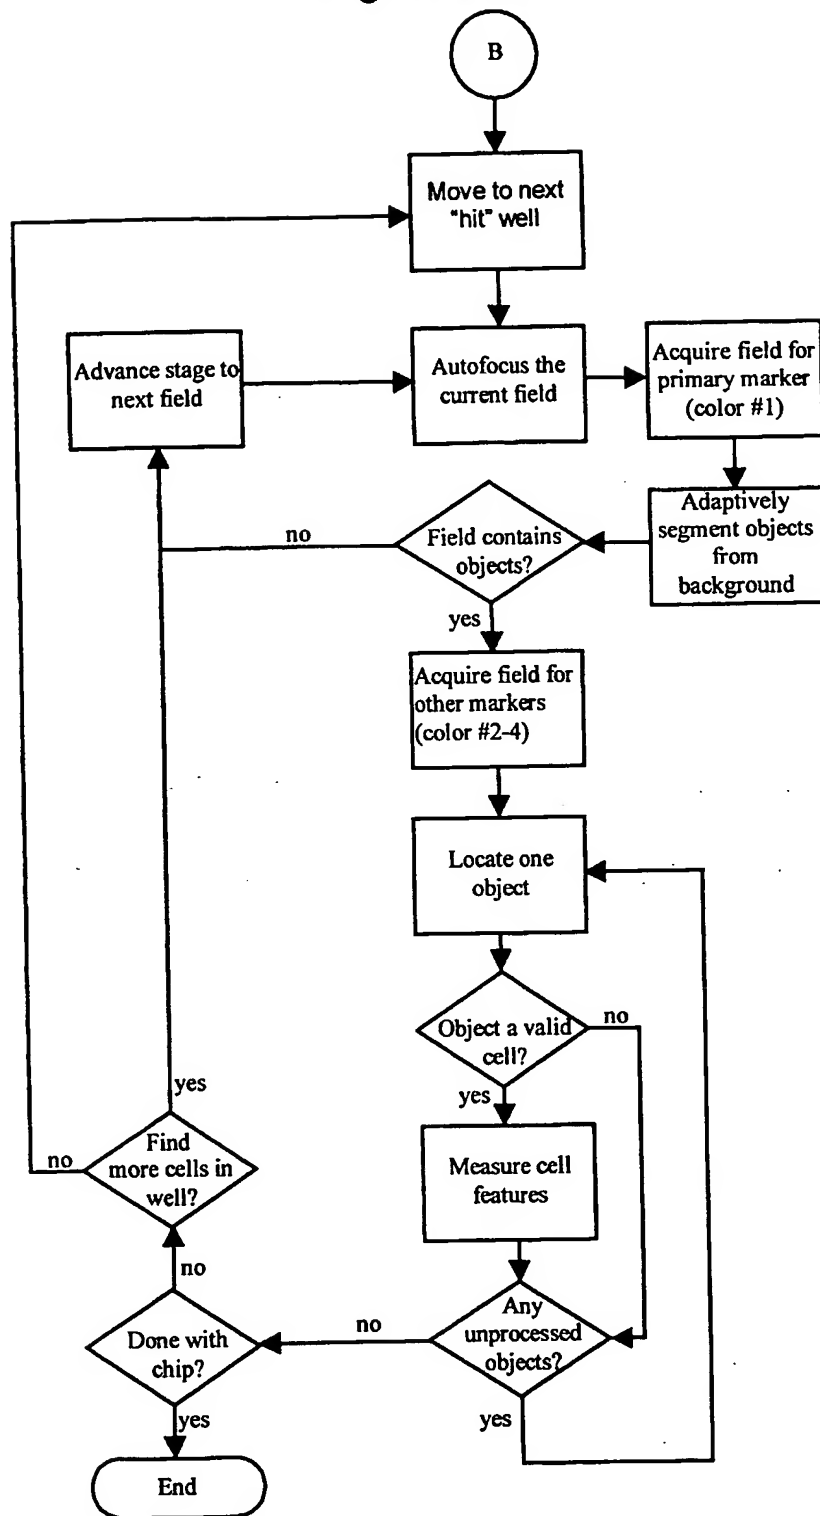 B
Move to next
"hit" well
Advance stage to
next field
Autofocus the
current field
Acquire field for
primary marker
(color #1)
Adaptively
segment objects
from
background
Field contains
objects?
no
yes
Acquire field for
other markers
(color #2-4)
Locate one
object
Object a valid
cell?
no
yes
Measure cell
features
Any
unprocessed
objects?
yes
no
Done with
chip?
no
yes
Find
more cells in
well?
yes
no
End